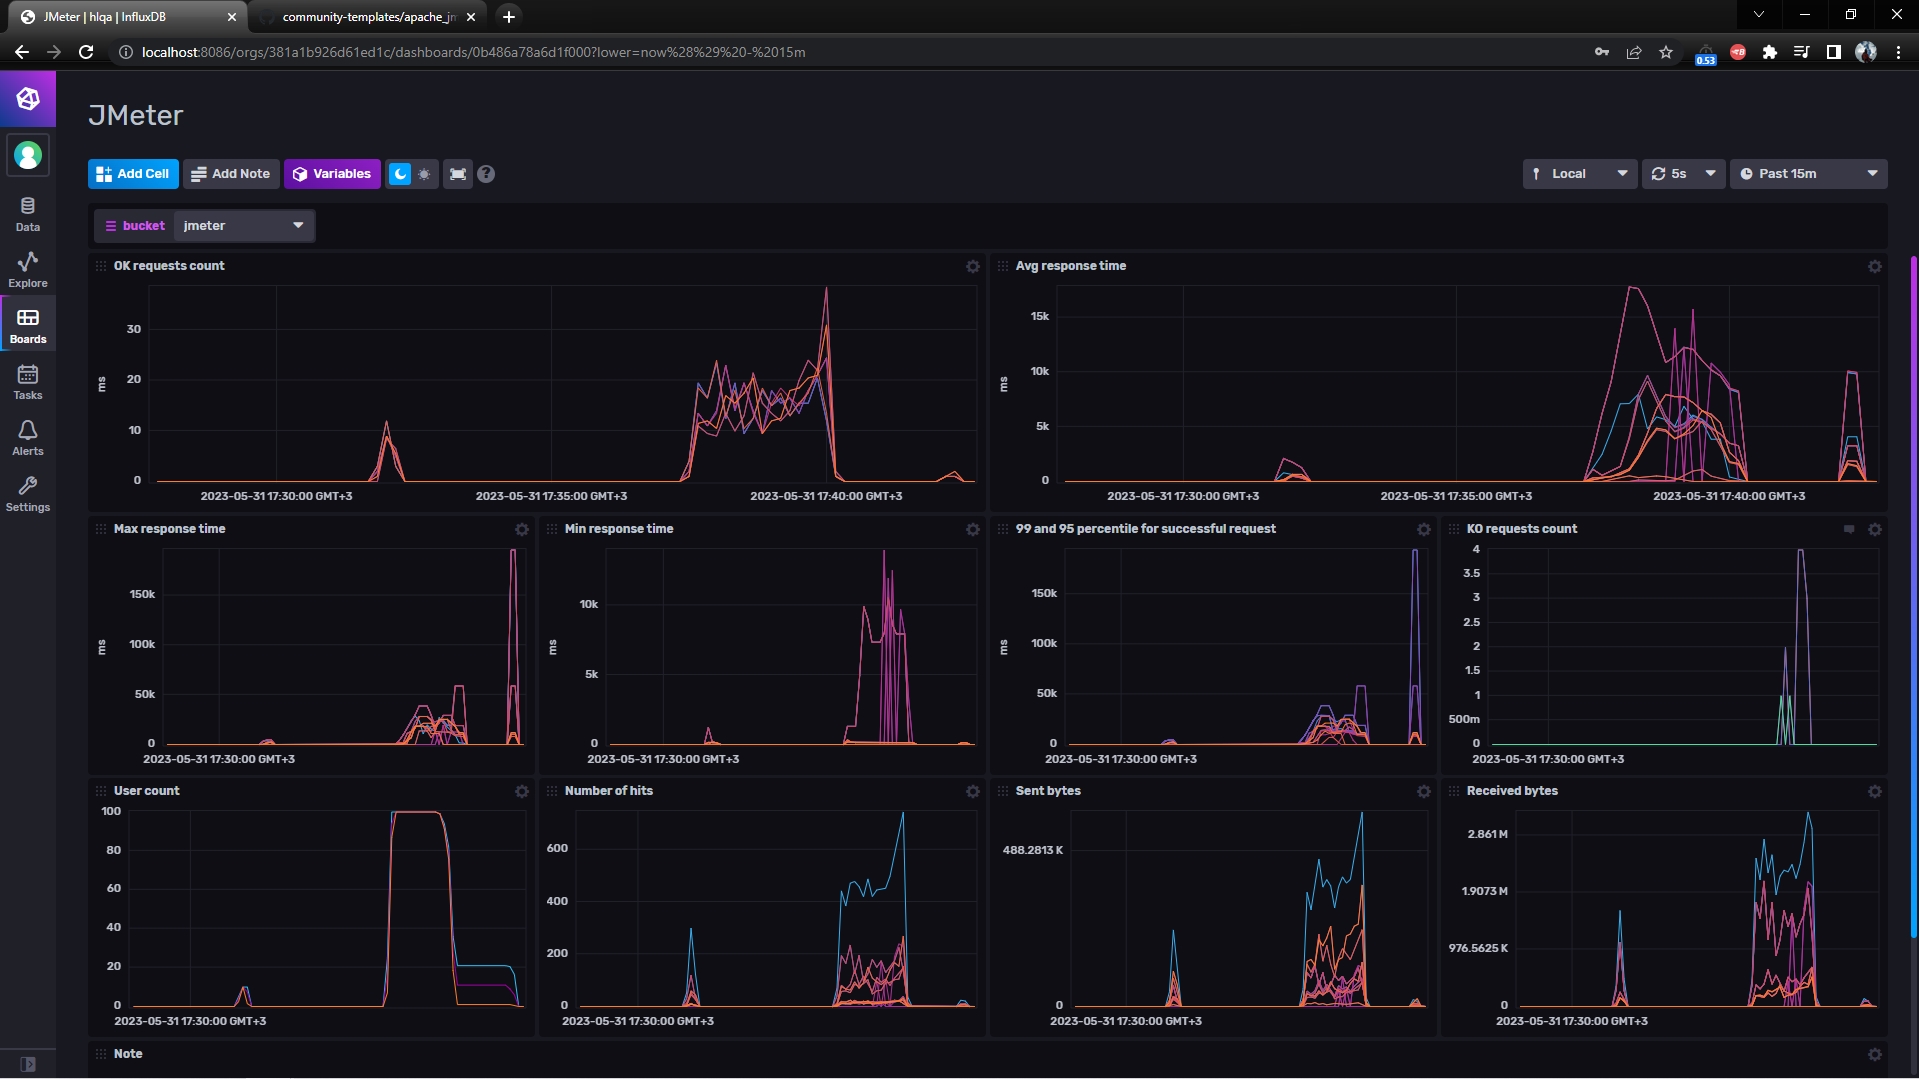 JMeter | hlqa | InfluxDB
community-templates/apache_jm
localhost:8086/orgs/381a1b926d61ed1c/dashboards/0b486a78a6d1f000?lower=now%28%29%20-%2015m
0.53
JMeter
Add Cell
Add Note
Variables
?
Local
5s
Past 15m
bucket
jmeter
Data
Explore
Boards
Tasks
Alerts
Settings
OK requests count
ms
30
20
10
0
2023-05-31 17:30:00 GMT+3
2023-05-31 17:35:00 GMT+3
2023-05-31 17:40:00 GMT+3
Avg response time
ms
15k
10k
5k
0
2023-05-31 17:30:00 GMT+3
2023-05-31 17:35:00 GMT+3
2023-05-31 17:40:00 GMT+3
Max response time
ms
150k
100k
50k
0
2023-05-31 17:30:00 GMT+3
Min response time
ms
10k
5k
0
2023-05-31 17:30:00 GMT+3
99 and 95 percentile for successful request
ms
150k
100k
50k
0
2023-05-31 17:30:00 GMT+3
KO requests count
4
3.5
3
2.5
2
1.5
1
500m
0
2023-05-31 17:30:00 GMT+3
User count
100
80
60
40
20
0
2023-05-31 17:30:00 GMT+3
Number of hits
600
400
200
0
2023-05-31 17:30:00 GMT+3
Sent bytes
488.2813 K
0
2023-05-31 17:30:00 GMT+3
Received bytes
2.861 M
1.9073 M
976.5625 K
0
2023-05-31 17:30:00 GMT+3
Note